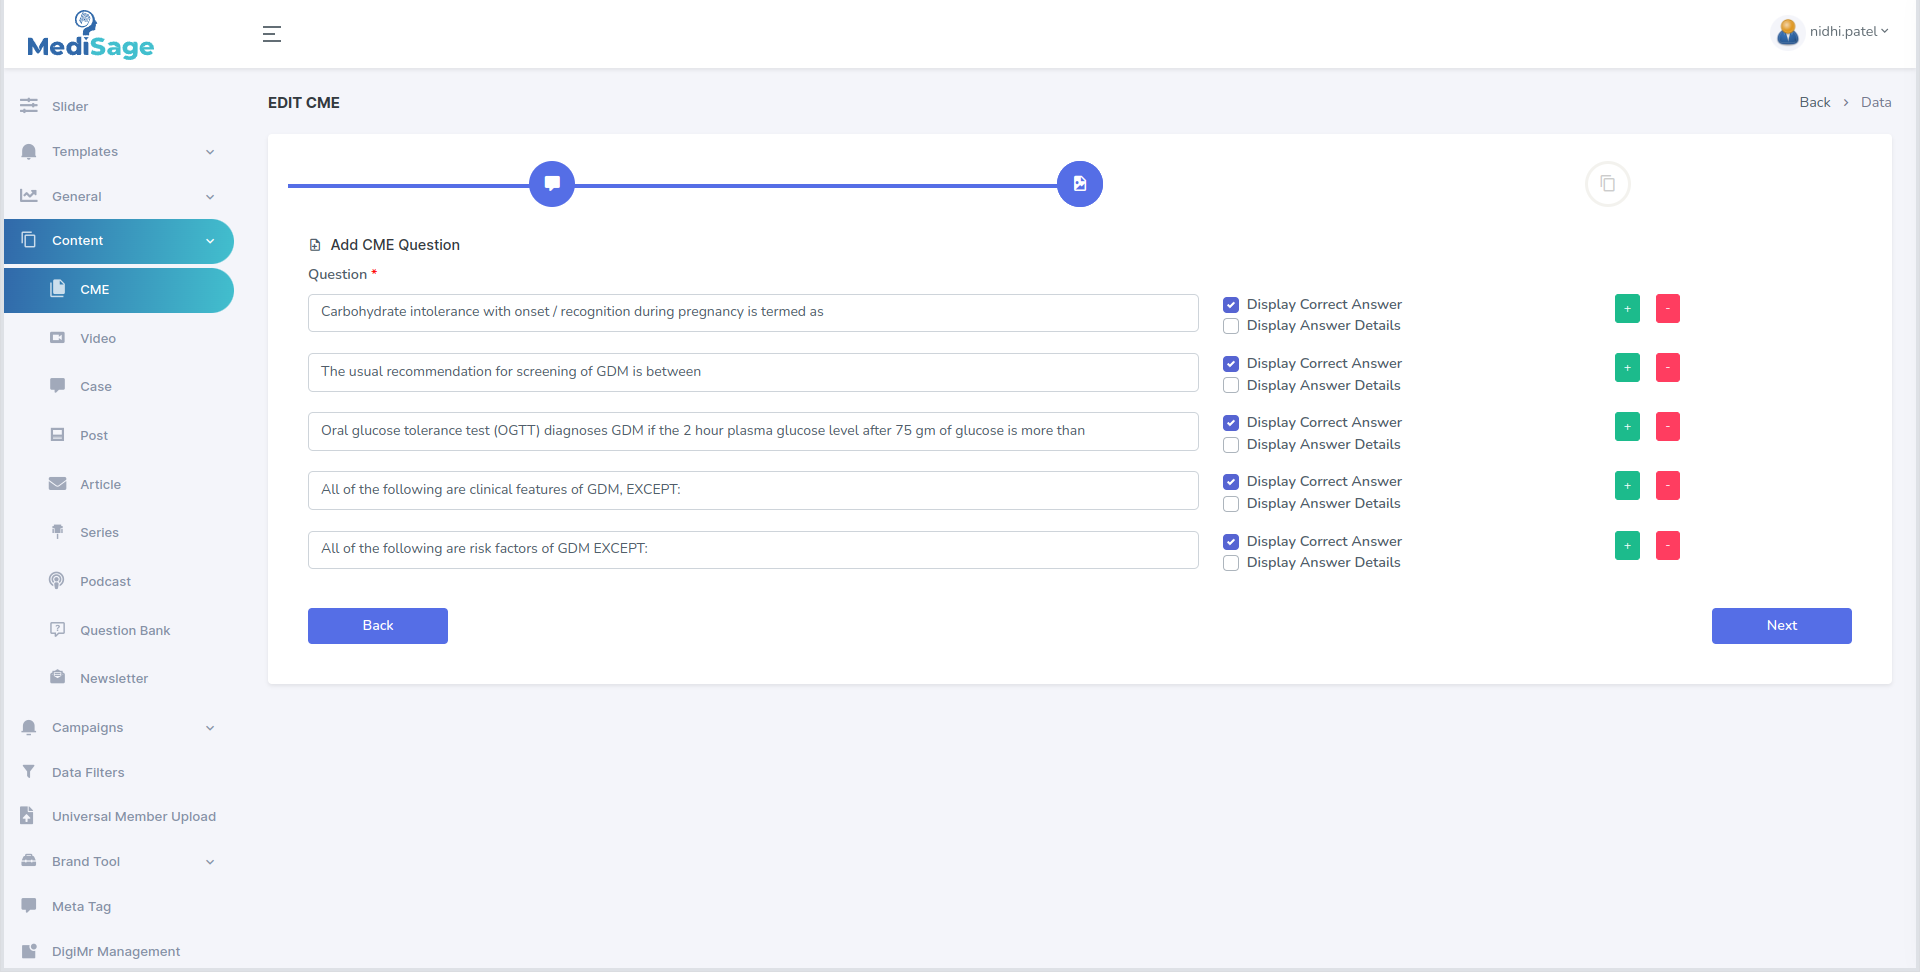 MediSage
nidhi.patel
Slider
Templates
General
Content
CME
Video
Case
Post
Article
Series
Podcast
Question Bank
Newsletter
Campaigns
Data Filters
Universal Member Upload
Brand Tool
Meta Tag
DigiMr Management
EDIT CME
Back > Data
Add CME Question
Question *
Carbohydrate intolerance with onset / recognition during pregnancy is termed as
Display Correct Answer
Display Answer Details
+ -
The usual recommendation for screening of GDM is between
Display Correct Answer
Display Answer Details
+ -
Oral glucose tolerance test (OGTT) diagnoses GDM if the 2 hour plasma glucose level after 75 gm of glucose is more than
Display Correct Answer
Display Answer Details
+ -
All of the following are clinical features of GDM, EXCEPT:
Display Correct Answer
Display Answer Details
+ -
All of the following are risk factors of GDM EXCEPT:
Display Correct Answer
Display Answer Details
+ -
Back
Next